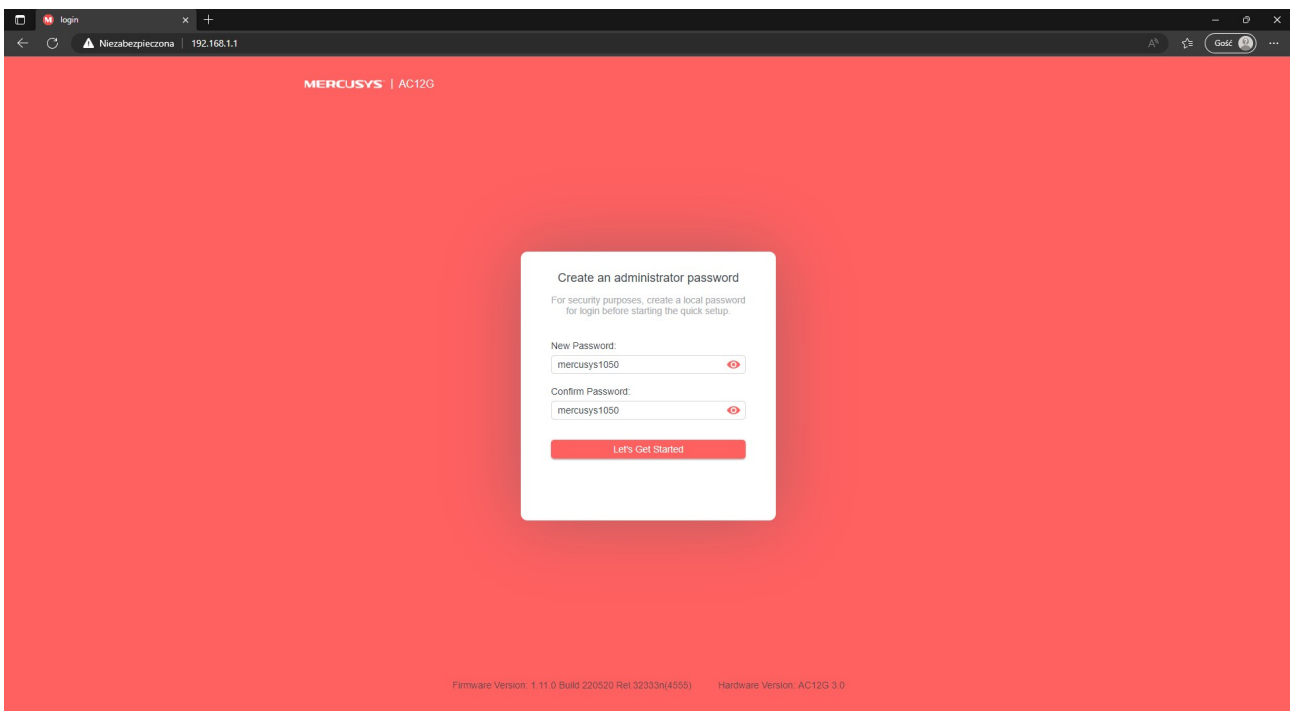 login
Niezabezpieczona | 192.168.1.1
Gość
MERCUSYS | AC12G
Create an administrator password
For security purposes, create a local password
for login before starting the quick setup.
New Password:
mercusys1050
Confirm Password:
mercusys1050
Let's Get Started
Firmware Version: 1.11.0 Build 220520 Rel.32333n(4555) Hardware Version: AC12G 3.0